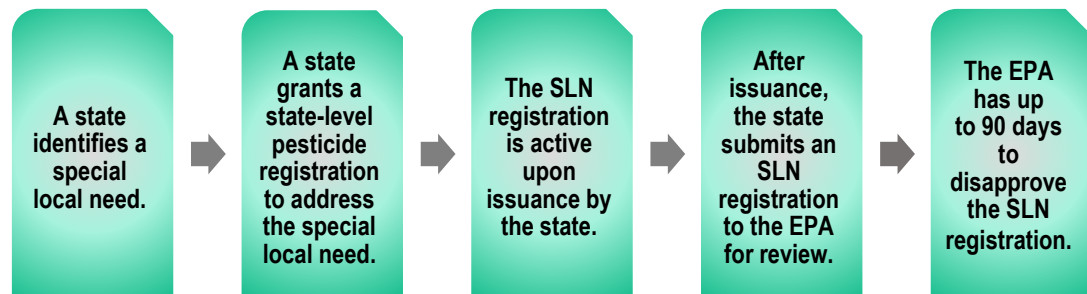 A state
identifies a
special
local need.
A state
grants a
state-level
pesticide
registration
to address
the special
local need.
The SLN
registration
is active
upon
issuance by
the state.
After
issuance,
the state
submits an
SLN
registration
to the EPA
for review.
The EPA
has up
to 90 days
to
disapprove
the SLN
registration.